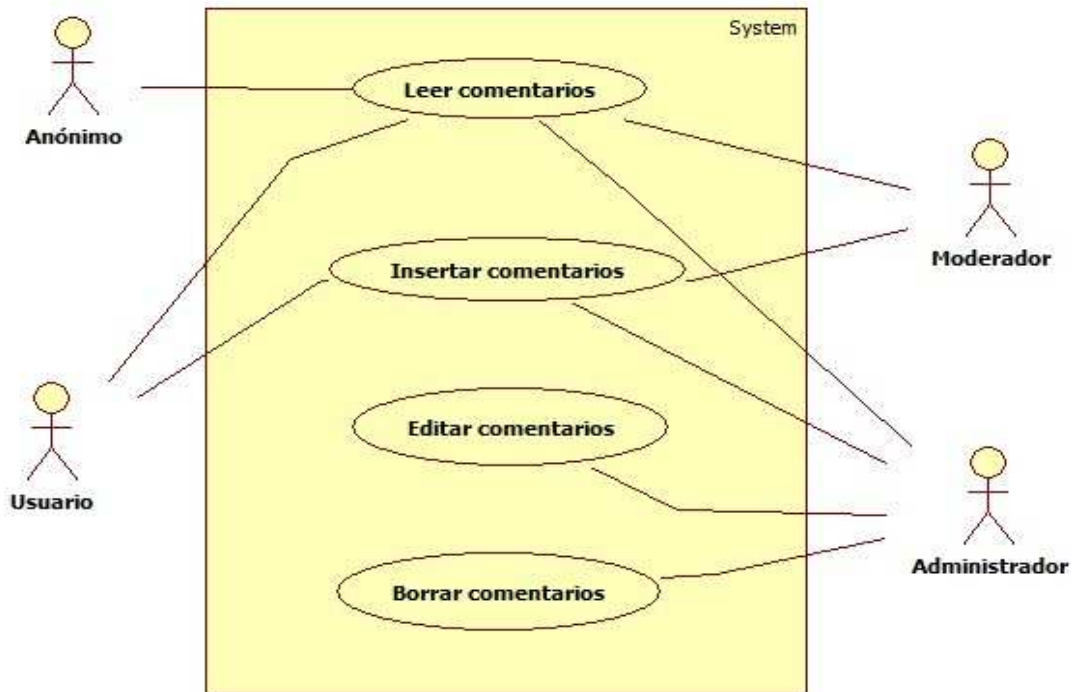 System
Leer comentarios
Anónimo
Moderador
Insertar comentarios
Editar comentarios
Usuario
Administrador
Borrar comentarios